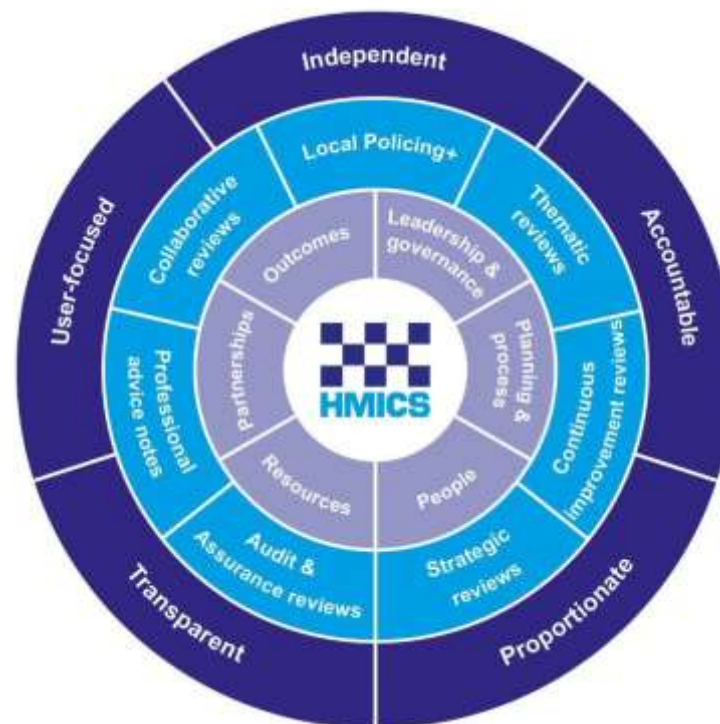 Independent
Accountable
Proportionate
Transparent
User-focused
Local Policing+
Thematic
reviews
Continuous
improvement reviews
Strategic
reviews
Audit &
Assurance reviews
Professional
advice notes
Collaborative
reviews
Leadership &
governance
Planning &
process
People
Resources
Partnerships
Outcomes
HMICS